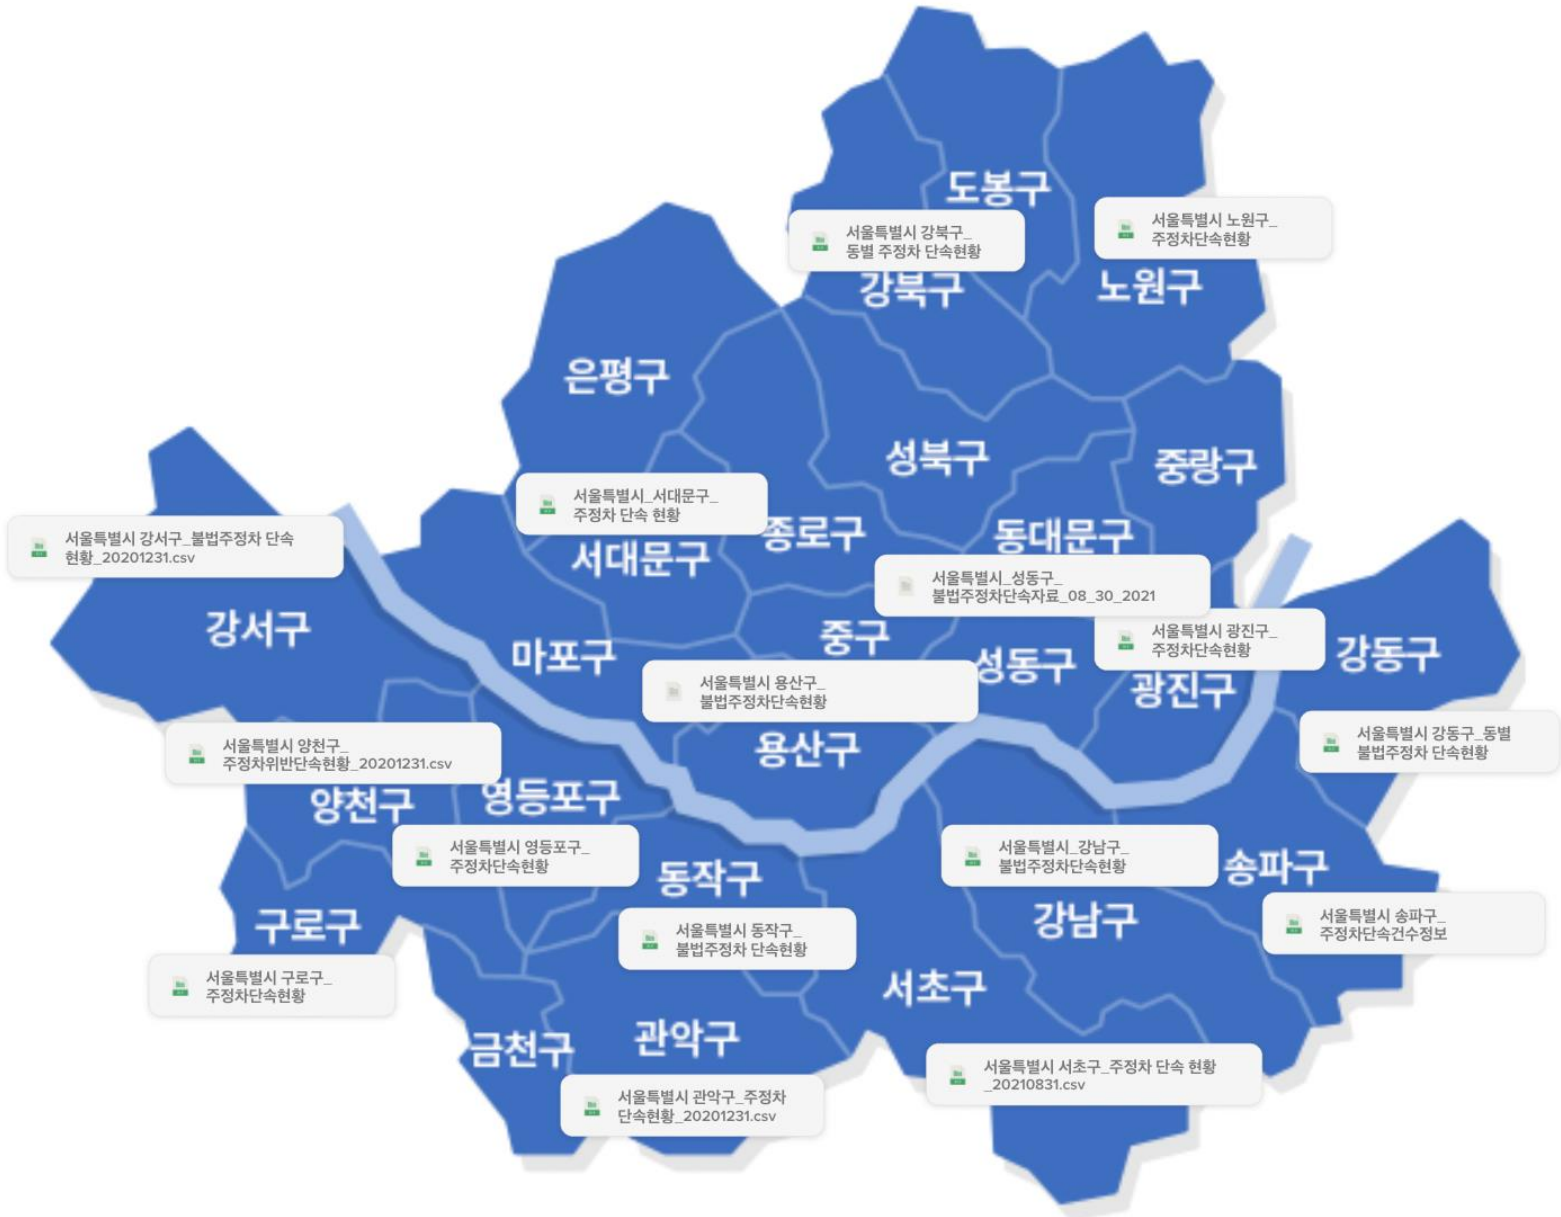 도봉구
서울특별시 강북구_
동별 주정차 단속현황
서울특별시 노원구_
주정차단속현황
강북구
노원구
은평구
성북구
중랑구
서울특별시_서대문구_
주정차 단속 현황
종로구
동대문구
서울특별시 강서구_불법주정차 단속
현황_20201231.csv
서대문구
서울특별시_성동구_
불법주정차단속자료_08_30_2021
강서구
마포구
중구
성동구
서울특별시 광진구_
주정차단속현황
강동구
서울특별시 용산구_
불법주정차단속현황
광진구
서울특별시 양천구_
주정차위반단속현황_20201231.csv
용산구
서울특별시 강동구_동별
불법주정차 단속현황
양천구
영등포구
서울특별시 영등포구_
주정차단속현황
동작구
서울특별시_강남구_
불법주정차단속현황
송파구
구로구
서울특별시 동작구_
불법주정차 단속현황
강남구
서울특별시 송파구_
주정차단속건수정보
서울특별시 구로구_
주정차단속현황
서초구
금천구
관악구
서울특별시 서초구_주정차 단속 현황
_20210831.csv
서울특별시 관악구_주정차
단속현황_20201231.csv